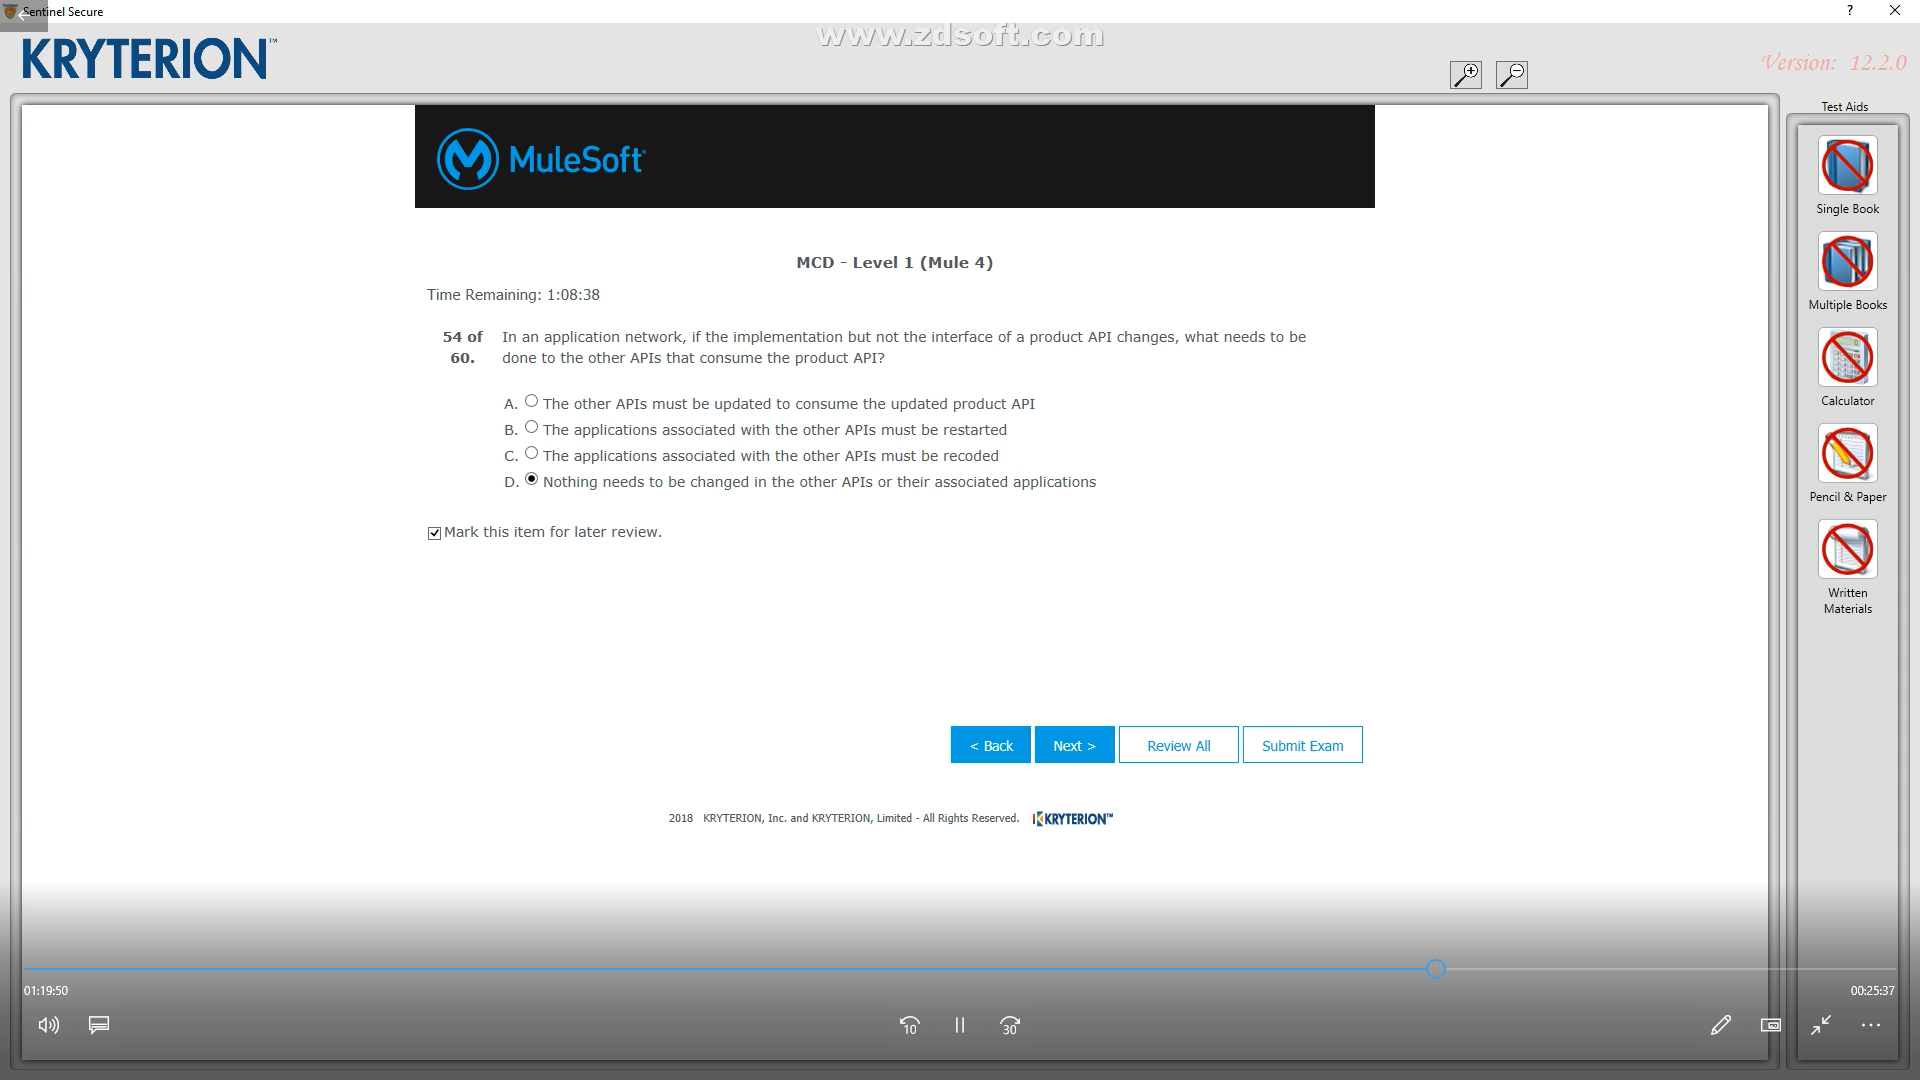 Sentinel Secure
?
www.zdsoft.com
KRYTERION™
Version: 12.2.0
Test Aids
MuleSoft
Single Book
MCD - Level 1 (Mule 4)
Time Remaining: 1:08:38
Multiple Books
54 of 60. In an application network, if the implementation but not the interface of a product API changes, what needs to be
done to the other APIs that consume the product API?
A. The other APIs must be updated to consume the updated product API
B. The applications associated with the other APIs must be restarted
C. The applications associated with the other APIs must be recoded
D. Nothing needs to be changed in the other APIs or their associated applications
Calculator
Pencil & Paper
Mark this item for later review.
Written
Materials
< Back
Next >
Review All
Submit Exam
2018 KRYTERION, Inc. and KRYTERION, Limited - All Rights Reserved. KRYTERION™
01:19:50
00:25:37
10
30